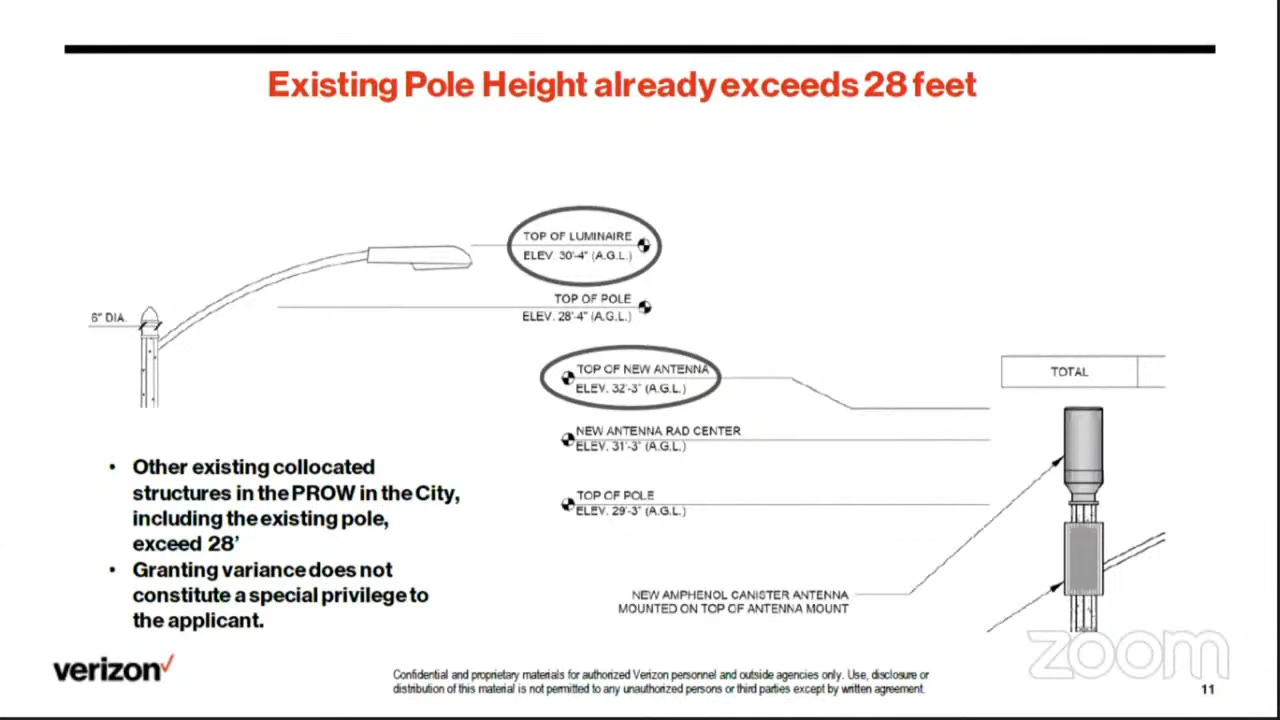 Existing Pole Height already exceeds 28 feet
TOP OF LUMINAIRE
ELEV. 30'-4" (A.G.L.)
6" DIA.
TOP OF POLE
ELEV. 28'-4" (A.G.L.)
TOP OF NEW ANTENNA
ELEV. 32'-3" (A.G.L.)
TOTAL
NEW ANTENNA RAD CENTER
ELEV. 31'-3" (A.G.L.)
TOP OF POLE
ELEV. 29'-3" (A.G.L.)
• Other existing collocated
structures in the PROW in the City,
including the existing pole,
exceed 28'
• Granting variance does not
constitute a special privilege to
the applicant.
NEW AMPHENOL CANISTER ANTENNA
MOUNTED ON TOP OF ANTENNA MOUNT
zoom
verizon
Confidential and proprietary materials for authorized Verizon personnel and outside agencies only. Use, disclosure or
distribution of this material is not permitted to any unauthorized persons or third parties except by written agreement.
11